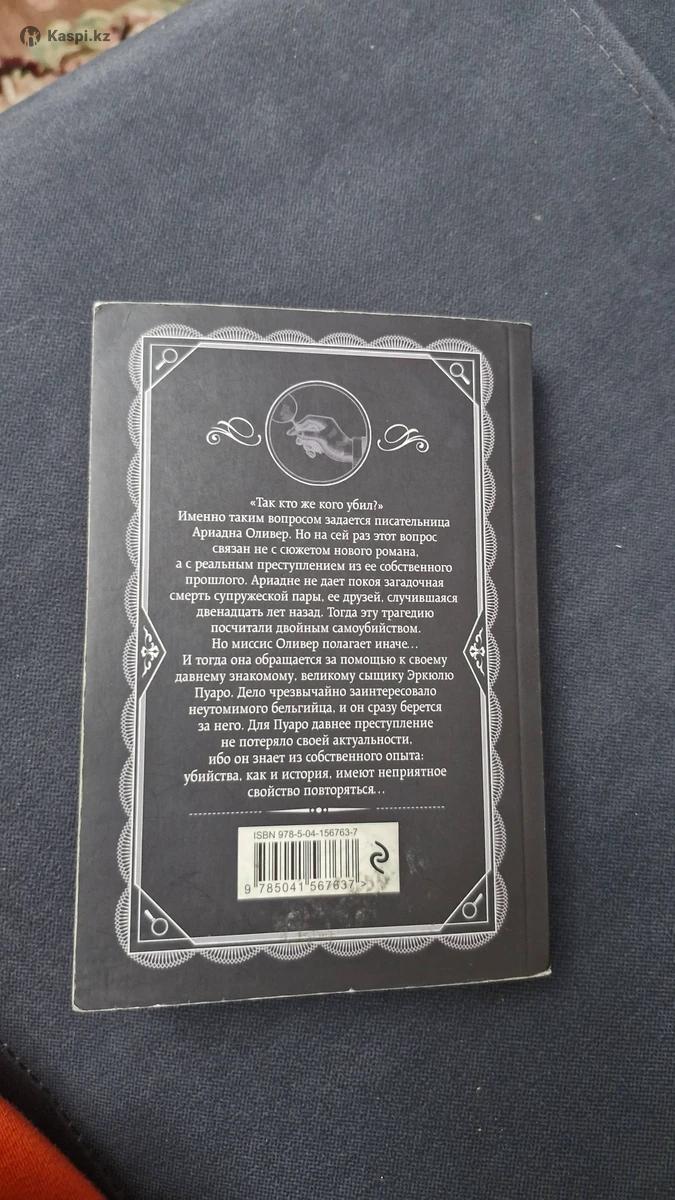 Kaspi.kz
«Так кто же кого убил?»
Именно таким вопросом задается писательница
Ариадна Оливер. Но на сей раз этот вопрос
связан не с сюжетом нового романа,
а с реальным преступлением из ее собственного
прошлого. Ариадне не дает покоя загадочная
смерть супружеской пары, ее друзей, случившаяся
двенадцать лет назад. Тогда эту трагедию
посчитали двойным самоубийством.
Но миссис Оливер полагает иначе…
И тогда она обращается за помощью к своему
давнему знакомому, великому сыщику Эркюлю
Пуаро. Дело чрезвычайно заинтересовало
неутомимого бельгийца, и он сразу берется
за него. Для Пуаро давнее преступление
не потеряло своей актуальности,
ибо он знает из собственного опыта:
убийства, как и история, имеют неприятное
свойство повторяться…
ISBN 978-5-04-156763-7
9 785041 567637 >